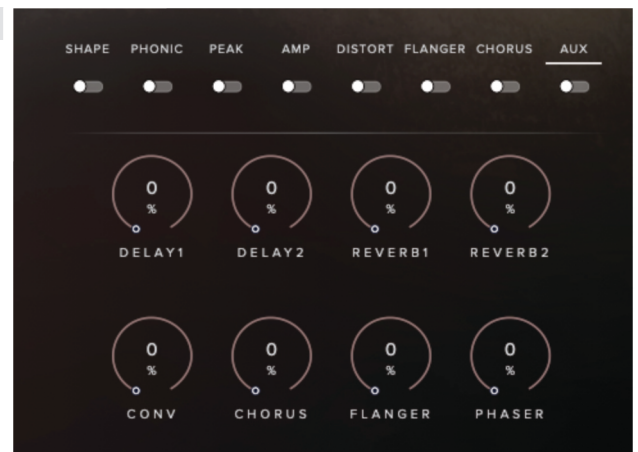 SHAPE PHONIC PEAK AMP DISTORT FLANGER CHORUS AUX
0 0 0 0
% % % %
DELAY1 DELAY2 REVERB1 REVERB2
0 0 0 0
% % % %
CONV CHORUS FLANGER PHASER